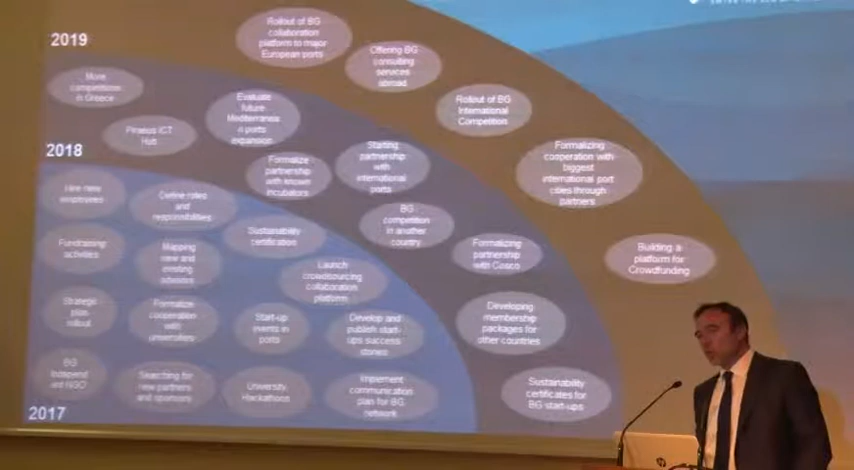 2019
Rollout of BG
collaboration
platform to major
European ports
Offering BG
consulting
services
abroad
Rollout of BG
International
Competition
Formalizing
cooperation with
biggest
international port
cities through
partners
Building a
platform for
Crowdfunding
More
competitions
in Greece
Piraeus ICT
Hub
Evaluate
future
Mediterranea
n ports
expansion
2018
Formalize
partnership
with known
incubators
Starting
partnership
with
international
ports
BG
competition
in another
country
Formalizing
partnership
with Cosco
Developing
membership
packages for
other countries
Sustainability
certificates for
BG start-ups
Hire new
employees
Define roles
and
responsibilities
Sustainability
certification
Fundraising
activities
Mapping
new and
existing
Launch
crowdsourcing
collaboration
platform
Strategic
plan
rollout
Formalize
cooperation
with
universities
Start-up
events in
ports
Develop and
publish start-
ups success
stories
BG
Independ
ent NGO
Searching for
new partners
and sponsors
University
Hackathons
Implement
communication
plan for BG
network
2017